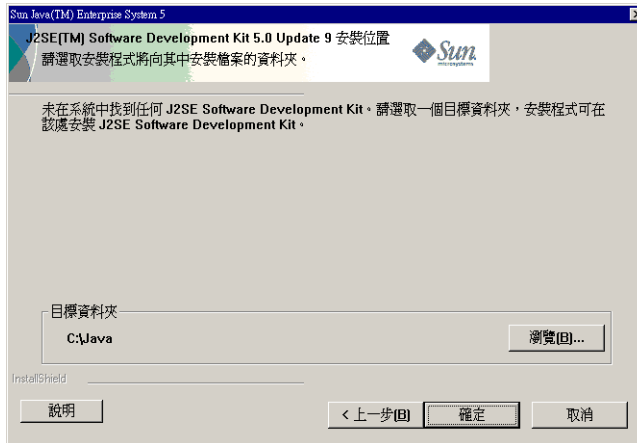 Sun Java(TM) Enterprise System 5
J2SE(TM) Software Development Kit 5.0 Update 9 安裝位置
請選取安裝程式將向其中安裝檔案的資料夾。
Sun
microsystems
未在系統中找到任何 J2SE Software Development Kit。請選取一個目標資料夾，安裝程式可在
該處安裝 J2SE Software Development Kit。
目標資料夾
C:\Java
瀏覽(B)...
InstallShield
說明
< 上一步(B)
確定
取消